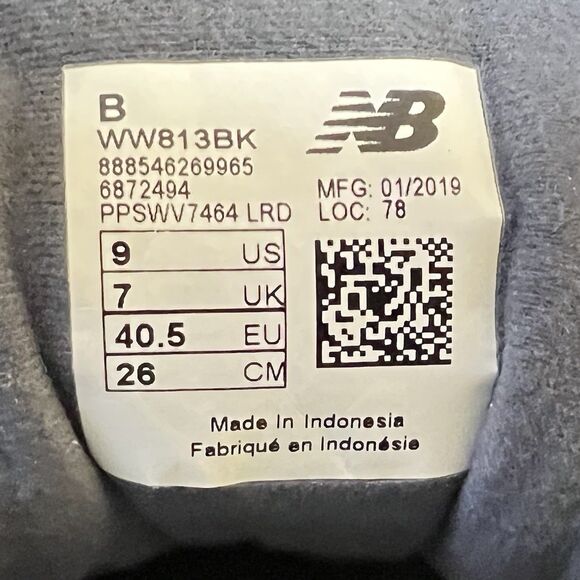 B
WW813BK
888546269965
6872494
PPSWV7464 LRD
NB
MFG: 01/2019
LOC: 78
9 US
7 UK
40.5 EU
26 CM
Made In Indonesia
Fabriqué en Indonésie